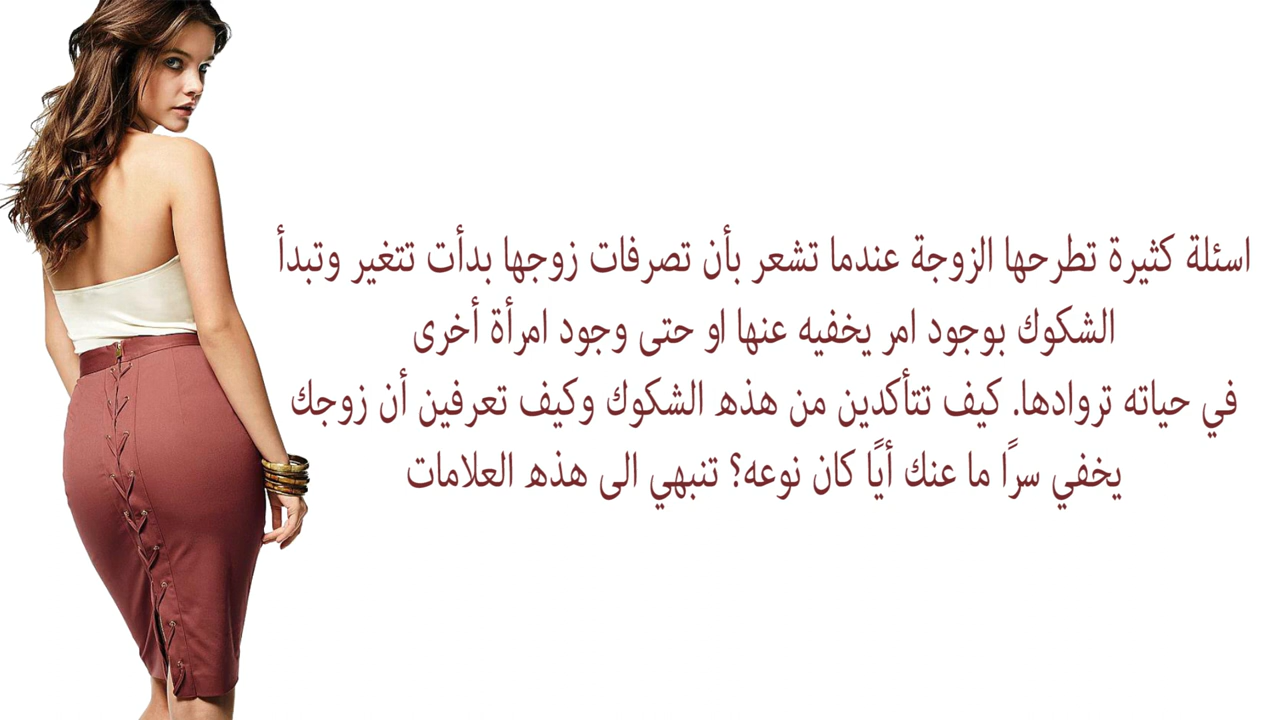 اسئلة كثيرة تطرحها الزوجة عندما تشعر بأن تصرفات زوجها بدأت تتغير وتبدأ
الشكوك بوجود امر يخفيه عنها او حتى وجود امرأة أخرى
في حياته تروادها. كيف تتأكدين من هذه الشكوك وكيف تعرفين أن زوجك
يخفي سرًا ما عنك أيًا كان نوعه؟ تنبهي الى هذه العلامات